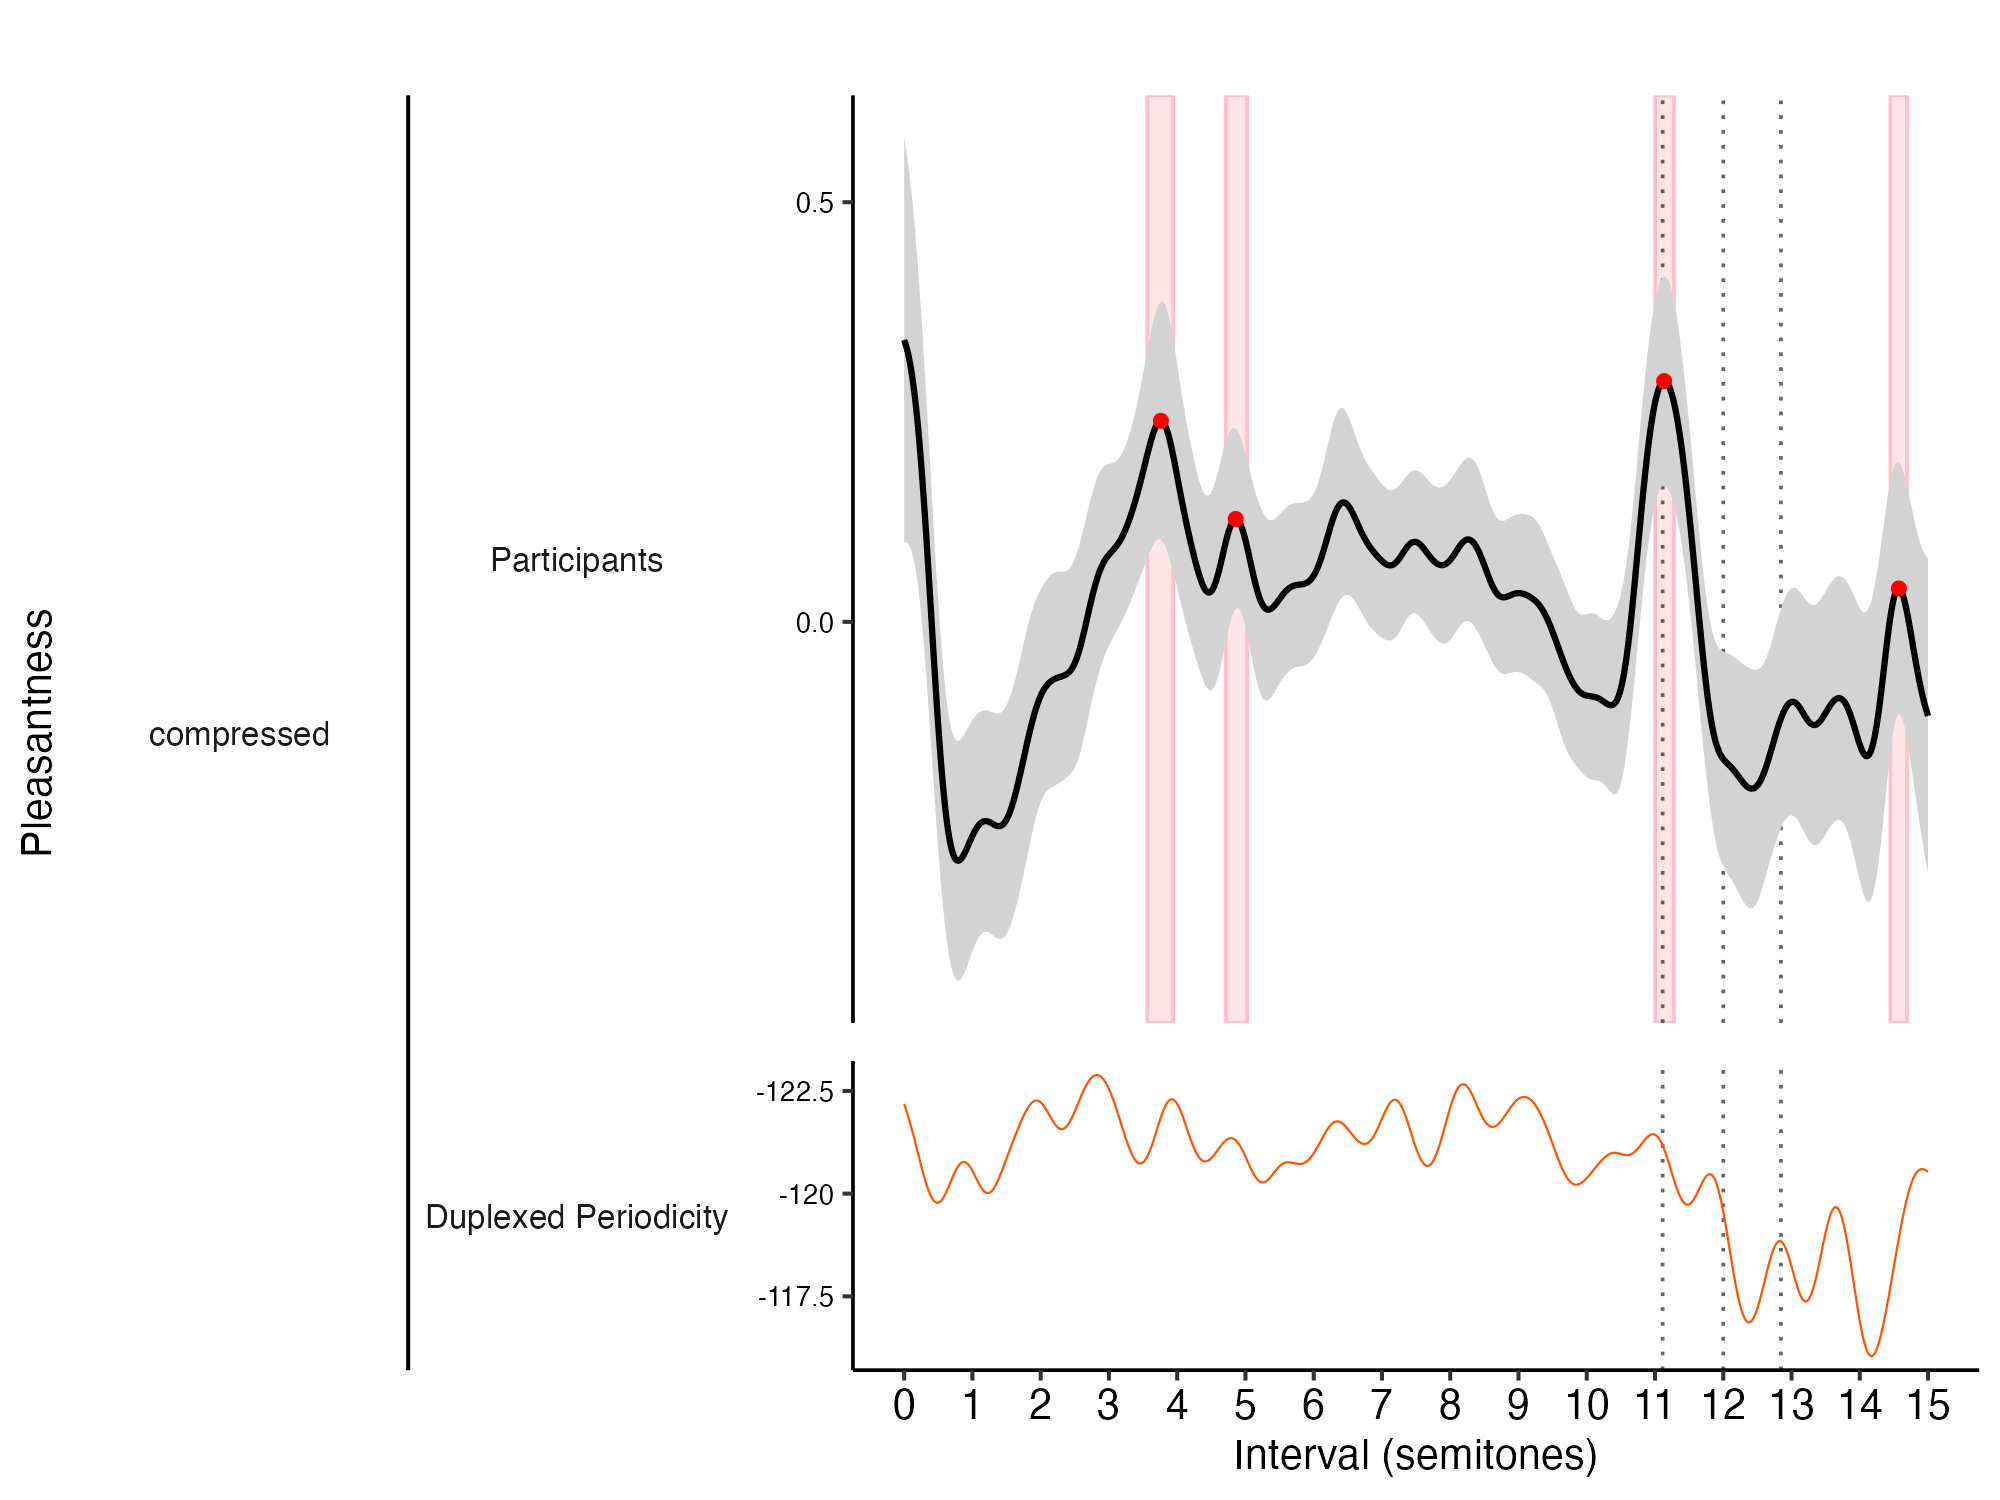 Pleasantness
compressed
Participants
0.5
0.0
Duplexed Periodicity
-122.5
-120
-117.5
0 1 2 3 4 5 6 7 8 9 10 11 12 13 14 15
Interval (semitones)